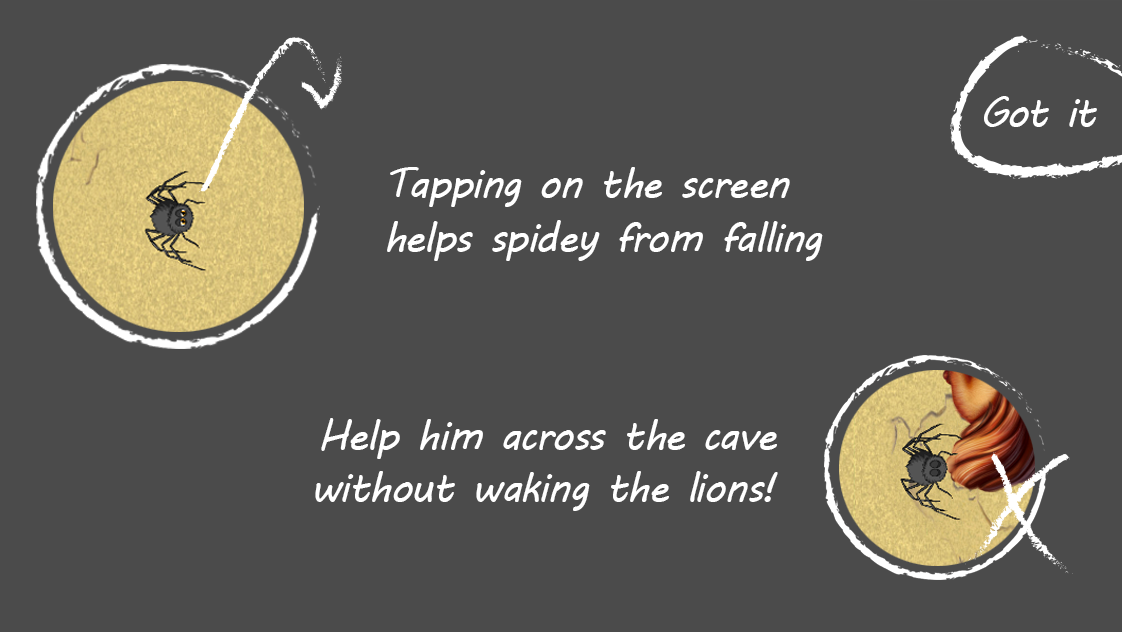 Got it
Tapping on the screen
helps spidey from falling
Help him across the cave
without waking the lions!